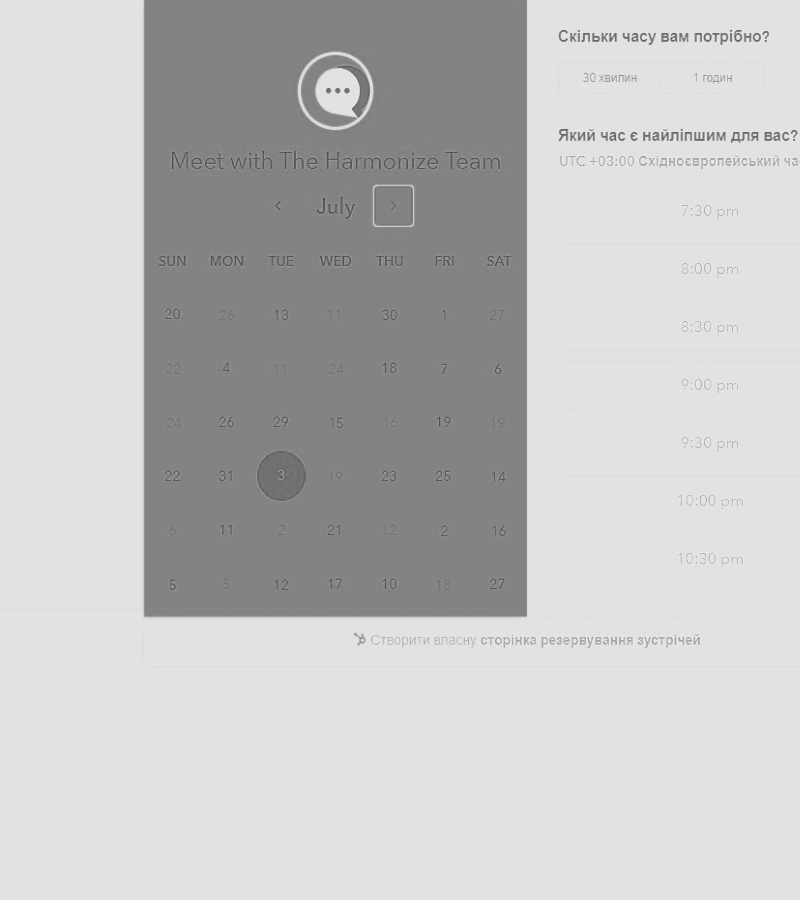 Meet with The Harmonize Team
July
SUN MON TUE WED THU FRI SAT
20 26 13 11 30 1 27
22 4 11 24 18 7 6
24 26 29 15 16 19 19
22 31 3 19 23 25 14
6 11 2 21 12 2 16
5 5 12 17 10 18 27
Скільки часу вам потрібно?
30 хвилин 1 годин
Який час є найліпшим для вас?
UTC +03:00 Східноєвропейський
7:30 pm
8:00 pm
8:30 pm
9:00 pm
9:30 pm
10:00 pm
10:30 pm
Створити власну сторінка резервування зустрічей